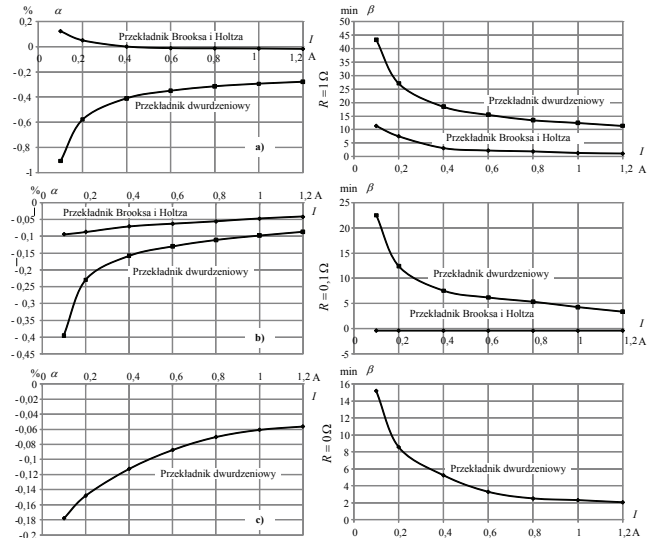 0,2
% α
Przekładnik Brooksa i Holtza
I
0
0 0,2 0,4 0,6 0,8 1 1,2
A
-0,2
-0,4
Przekładnik dwurdzeniowy
-0,6
-0,8
a)
-1
min β
50
45
40
35
30
25
20
15
10
5
0
R = 1 Ω
Przekładnik dwurdzeniowy
Przekładnik Brooksa i Holtza
I
0 0,2 0,4 0,6 0,8 1 1,2
A
% 0 α 0,2 0,4 0,6 0,8 1 1,2 A
0
I
Przekładnik Brooksa i Holtza
-0,05
-0,1
-0,15
-0,2
Przekładnik dwurdzeniowy
-0,25
-0,3
-0,35
b)
-0,4
-0,45
min β
25
20
15
10
5
0
-5
R = 0,1 Ω
Przekładnik dwurdzeniowy
Przekładnik Brooksa i Holtza
I
0 0,2 0,4 0,6 0,8 1 1,2
A
% 0 α 0,2 0,4 0,6 0,8 1 1,2 A
0
I
-0,02
-0,04
-0,06
-0,08
-0,1
-0,12
Przekładnik dwurdzeniowy
-0,14
-0,16
-0,18
c)
-0,2
min β
16
14
12
10
8
6
4
2
0
R = 0 Ω
Przekładnik dwurdzeniowy
I
0 0,2 0,4 0,6 0,8 1 1,2
A